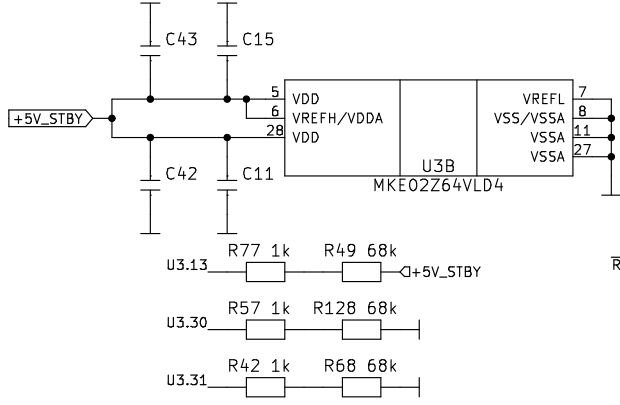 C43 C15
+5V_STBY
5 VDD VREFL 7
6 VREFH/VDDA VSS/VSSA 8
28 VDD VSSA 11
VSSA 27
C42 C11
U3B
MKE02Z64VLD4
R77 1k R49 68k
U3.13 +5V_STBY
R
R57 1k R128 68k
U3.30
R42 1k R68 68k
U3.31